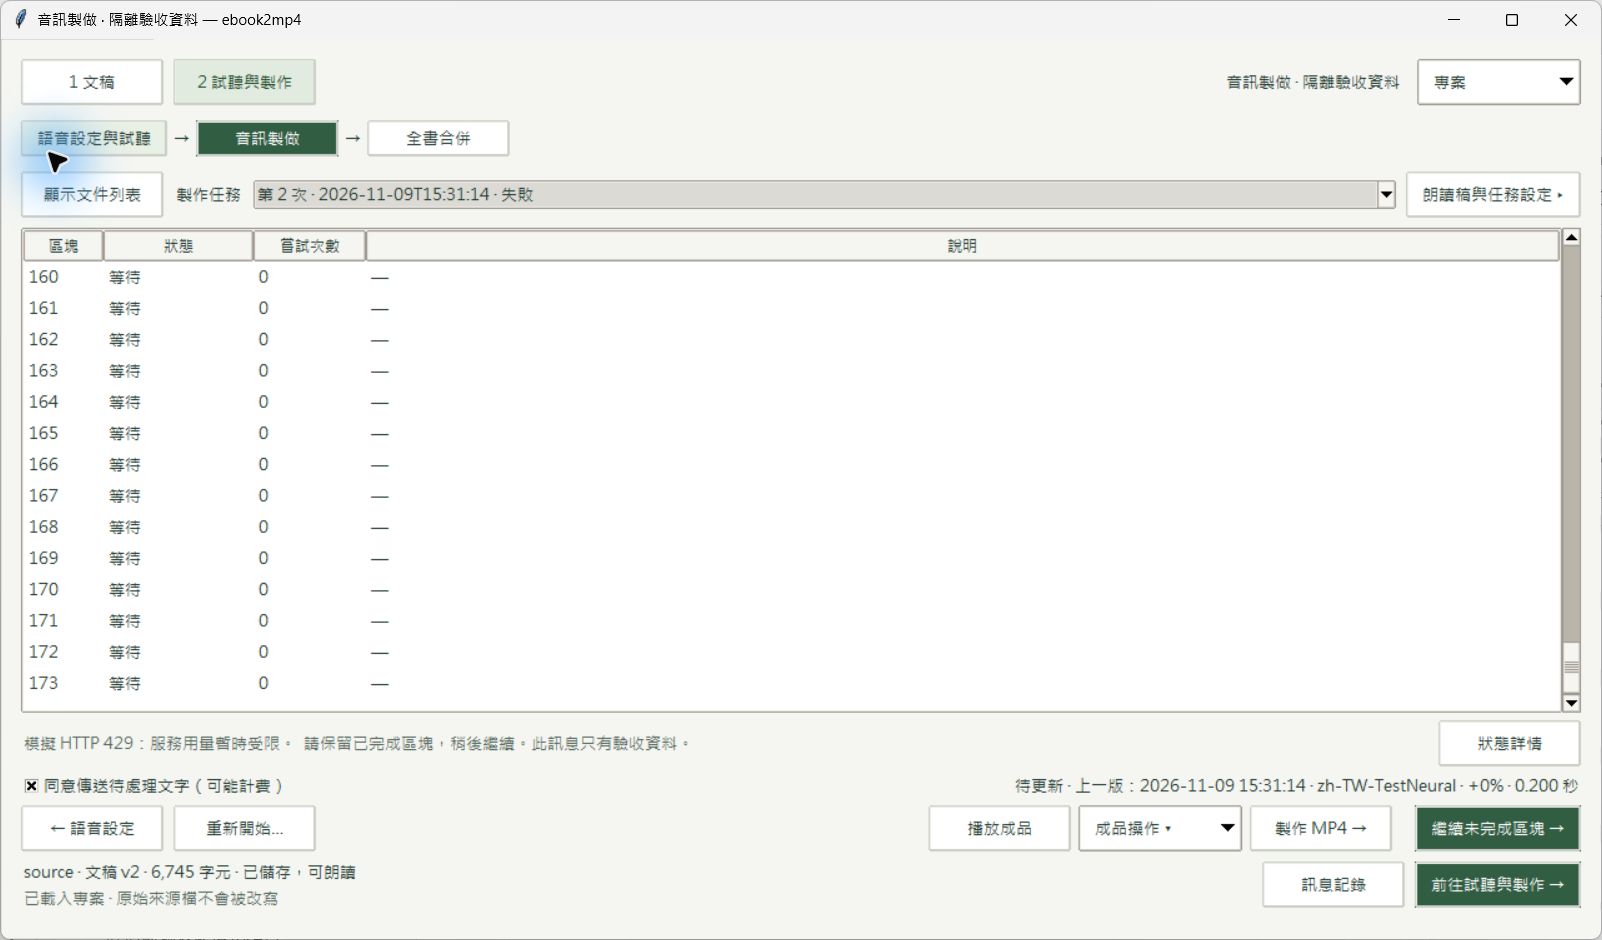 音訊製做 · 隔離驗收資料 — ebook2mp4
1 文稿 2 試聽與製作 音訊製做 · 隔離驗收資料 專案
語音設定與試聽 → 音訊製做 → 全書合併
顯示文件列表 製作任務 第 2 次 · 2026-11-09T15:31:14 · 失敗 朗讀稿與任務設定 ▸
區塊 狀態 嘗試次數 說明
160 等待 0 —
161 等待 0 —
162 等待 0 —
163 等待 0 —
164 等待 0 —
165 等待 0 —
166 等待 0 —
167 等待 0 —
168 等待 0 —
169 等待 0 —
170 等待 0 —
171 等待 0 —
172 等待 0 —
173 等待 0 —
模擬 HTTP 429：服務用量暫時受限。 請保留已完成區塊，稍後繼續。此訊息只有驗收資料。 狀態詳情
同意傳送待處理文字（可能計費） 待更新 · 上一版：2026-11-09 15:31:14 · zh-TW-TestNeural · +0% · 0.200 秒
← 語音設定 重新開始... 播放成品 成品操作 ▾ 製作 MP4 → 繼續未完成區塊 →
source · 文稿 v2 · 6,745 字元 · 已儲存，可朗讀
已載入專案 · 原始來源檔不會被改寫 訊息記錄 前往試聽與製作 →